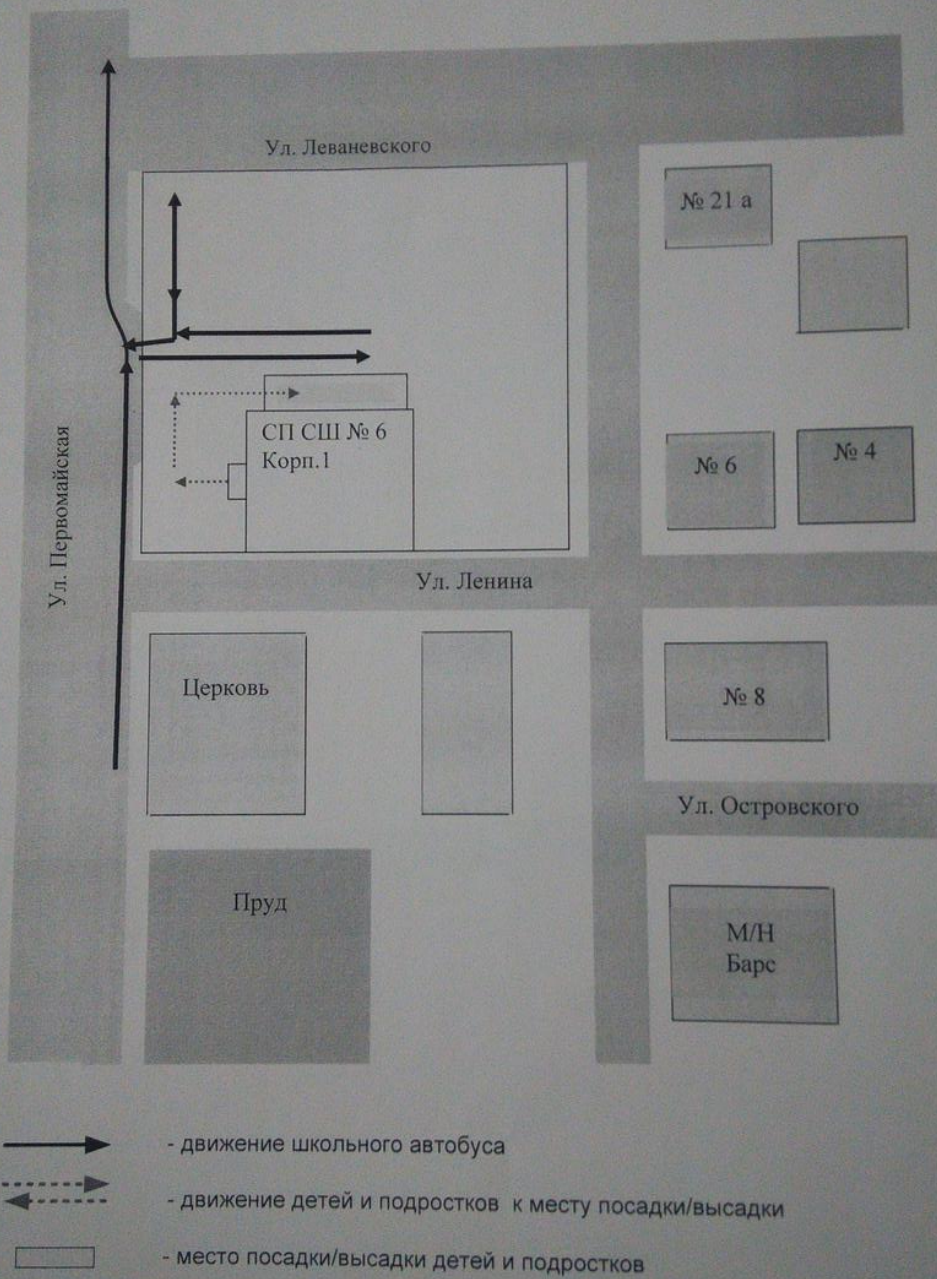 Ул. Леваневского
№ 21 а
СП СШ № 6
Корп.1
№ 6
№ 4
Ул. Первомайская
Ул. Ленина
Церковь
№ 8
Ул. Островского
Пруд
М/Н
Барс
- движение школьного автобуса
- движение детей и подростков к месту посадки/высадки
- место посадки/высадки детей и подростков